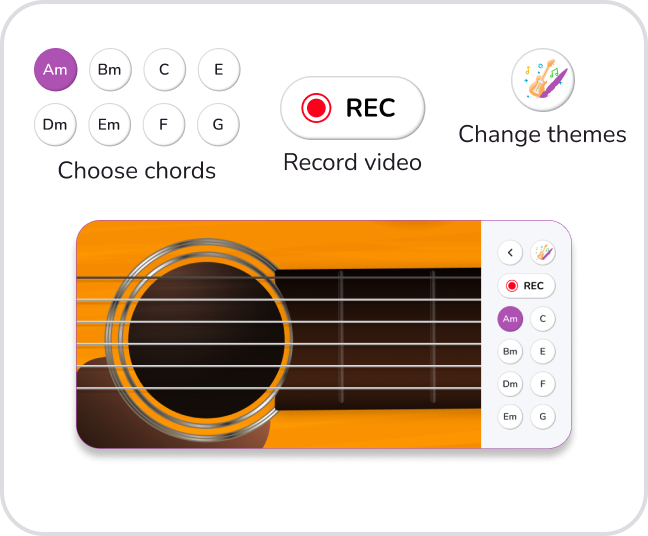 Am Bm C E
Dm Em F G
Choose chords
REC
Record video
Change themes
REC
Am C
Bm E
Dm F
Em G